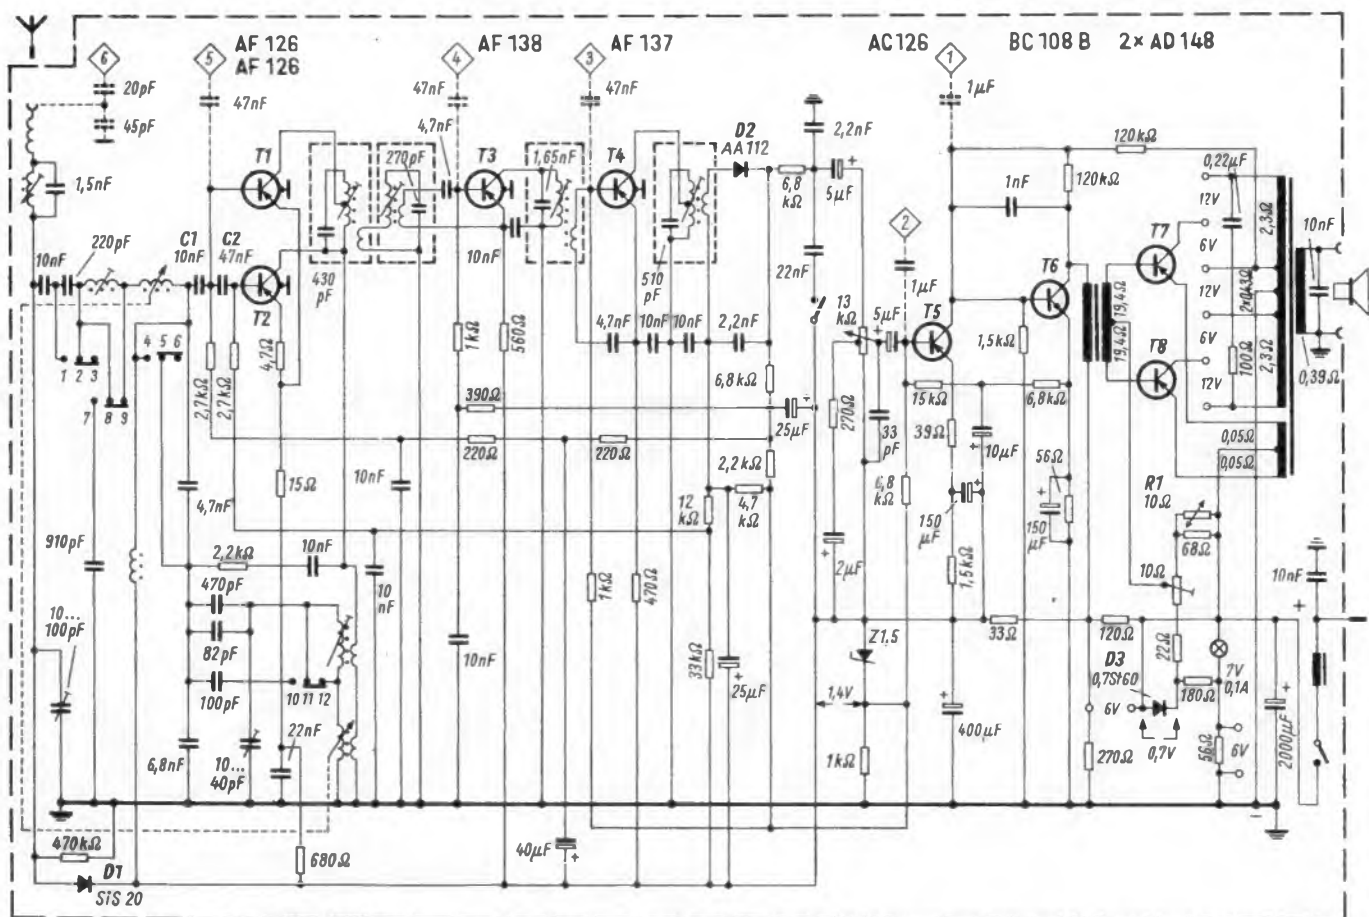 AF 126
AF 126
AF 138
AF 137
AC126
BC 108 B
2× AD 148
6
5
4
3
1
20pF
45pF
47nF
47nF
4,7nF
47nF
1µF
2,2nF
D2
AA 112
120kΩ
T1
270pF
T3
1,65nF
T4
6,8
kΩ
5µF
1nF
120kΩ
0,22µF
12V
6V
12V
6V
12V
1,5nF
220pF
10nF
C1
10nF
C2
47nF
T2
430
pF
10nF
510
pF
22nF
2
1µF
T5
T6
T7
T8
2,3Ω
2×0,43Ω
2,3Ω
10nF
0,39Ω
100Ω
19,4Ω
19,4Ω
13
kΩ
5µF
1 2 3
4 5 6
7 8 9
2,7kΩ
2,7kΩ
4,7Ω
1kΩ
560Ω
4,7nF
10nF
10nF
2,2nF
6,8kΩ
390Ω
25µF
270Ω
33
pF
15kΩ
39Ω
10µF
1,5kΩ
6,8kΩ
220Ω
220Ω
2,2kΩ
0,05Ω
0,05Ω
4,7nF
15Ω
10nF
12
kΩ
4,7
kΩ
6,8
kΩ
150
µF
56Ω
150
µF
R1
10Ω
68Ω
910pF
2,2kΩ
10nF
10
nF
1kΩ
470Ω
2µF
1,5kΩ
10Ω
10nF
+
470pF
82pF
100pF
10 11 12
10...
100pF
10nF
33kΩ
25µF
Z1,5
1,4V
33Ω
120Ω
D3
0,7St60
6V
0,7V
22Ω
180Ω
7V
0,1A
6,8nF
10...
40pF
22nF
1kΩ
400µF
270Ω
56Ω
6V
2000µF
470kΩ
D1
SiS 20
680Ω
40µF